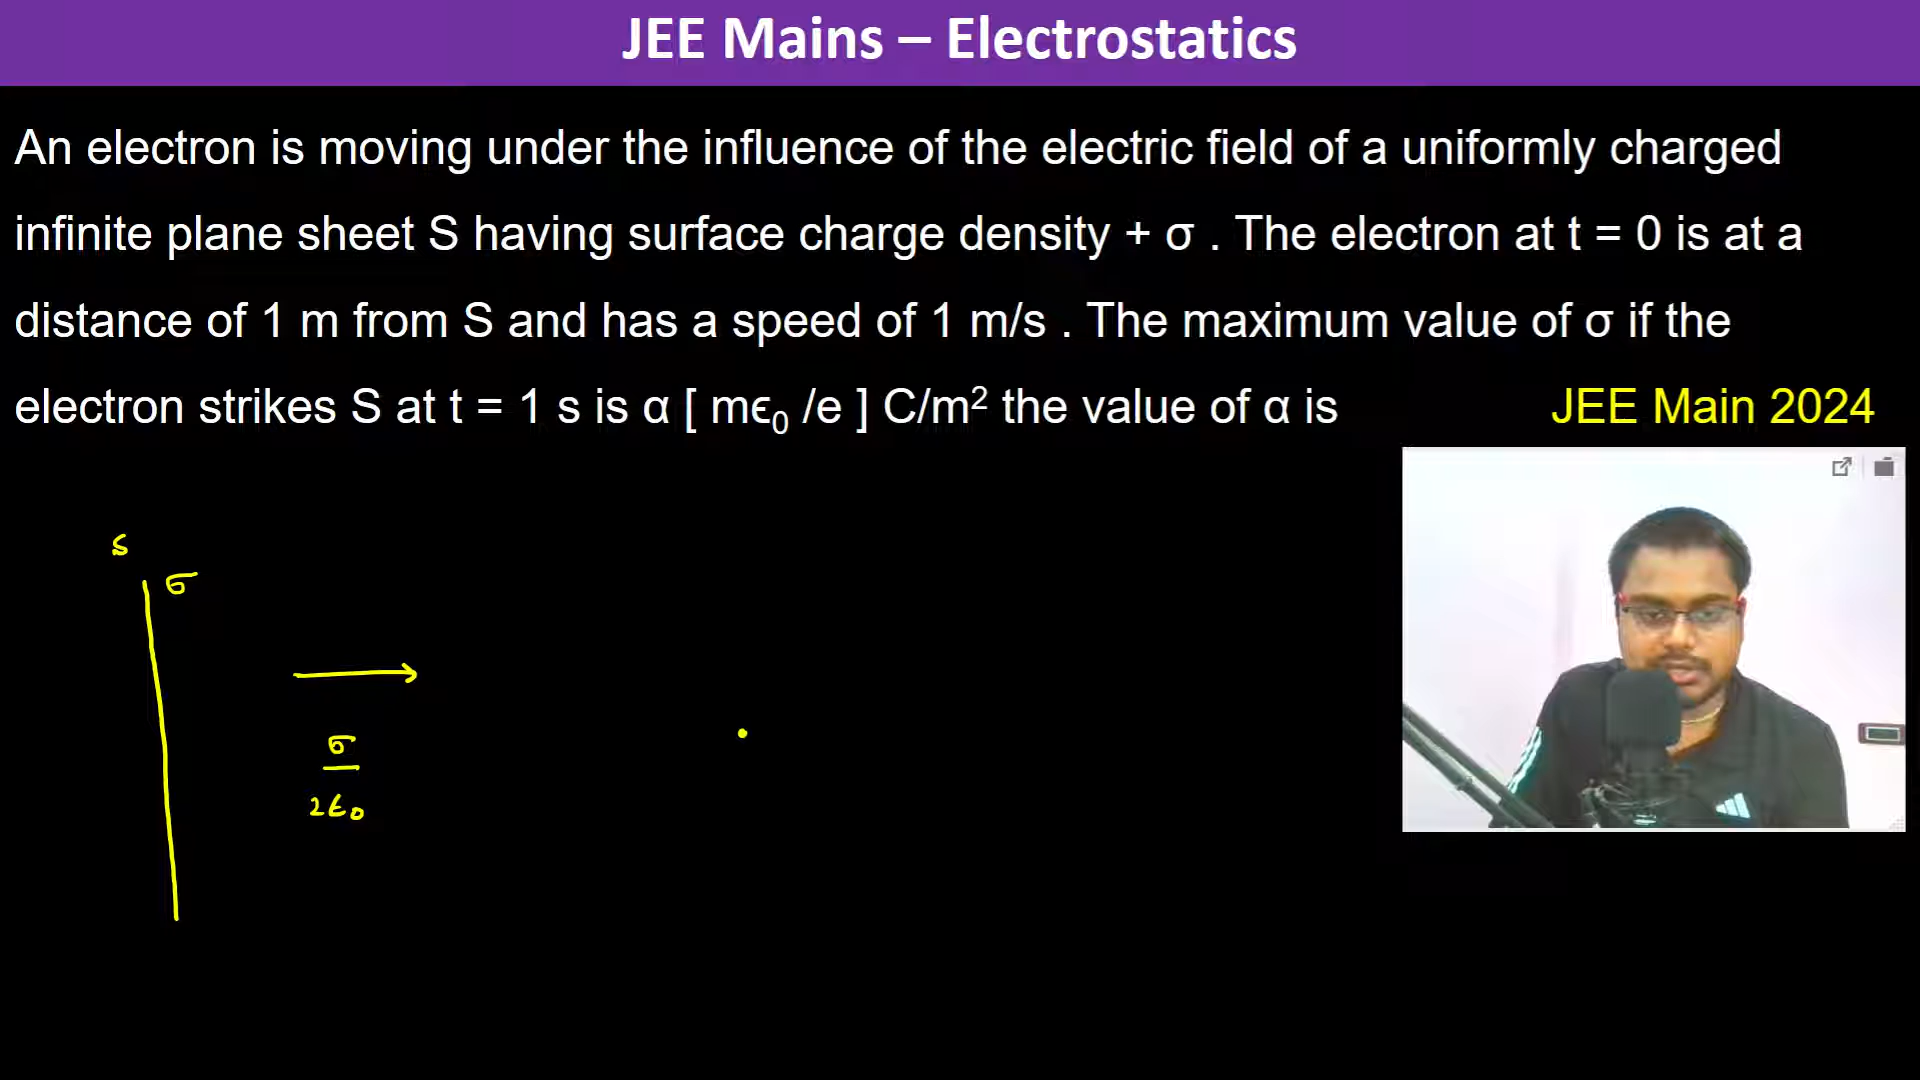 JEE Mains – Electrostatics
An electron is moving under the influence of the electric field of a uniformly charged
infinite plane sheet S having surface charge density + σ . The electron at t = 0 is at a
distance of 1 m from S and has a speed of 1 m/s . The maximum value of σ if the
electron strikes S at t = 1 s is α [ mϵ₀ /e ] C/m² the value of α is
JEE Main 2024
S
σ
σ
2ε₀